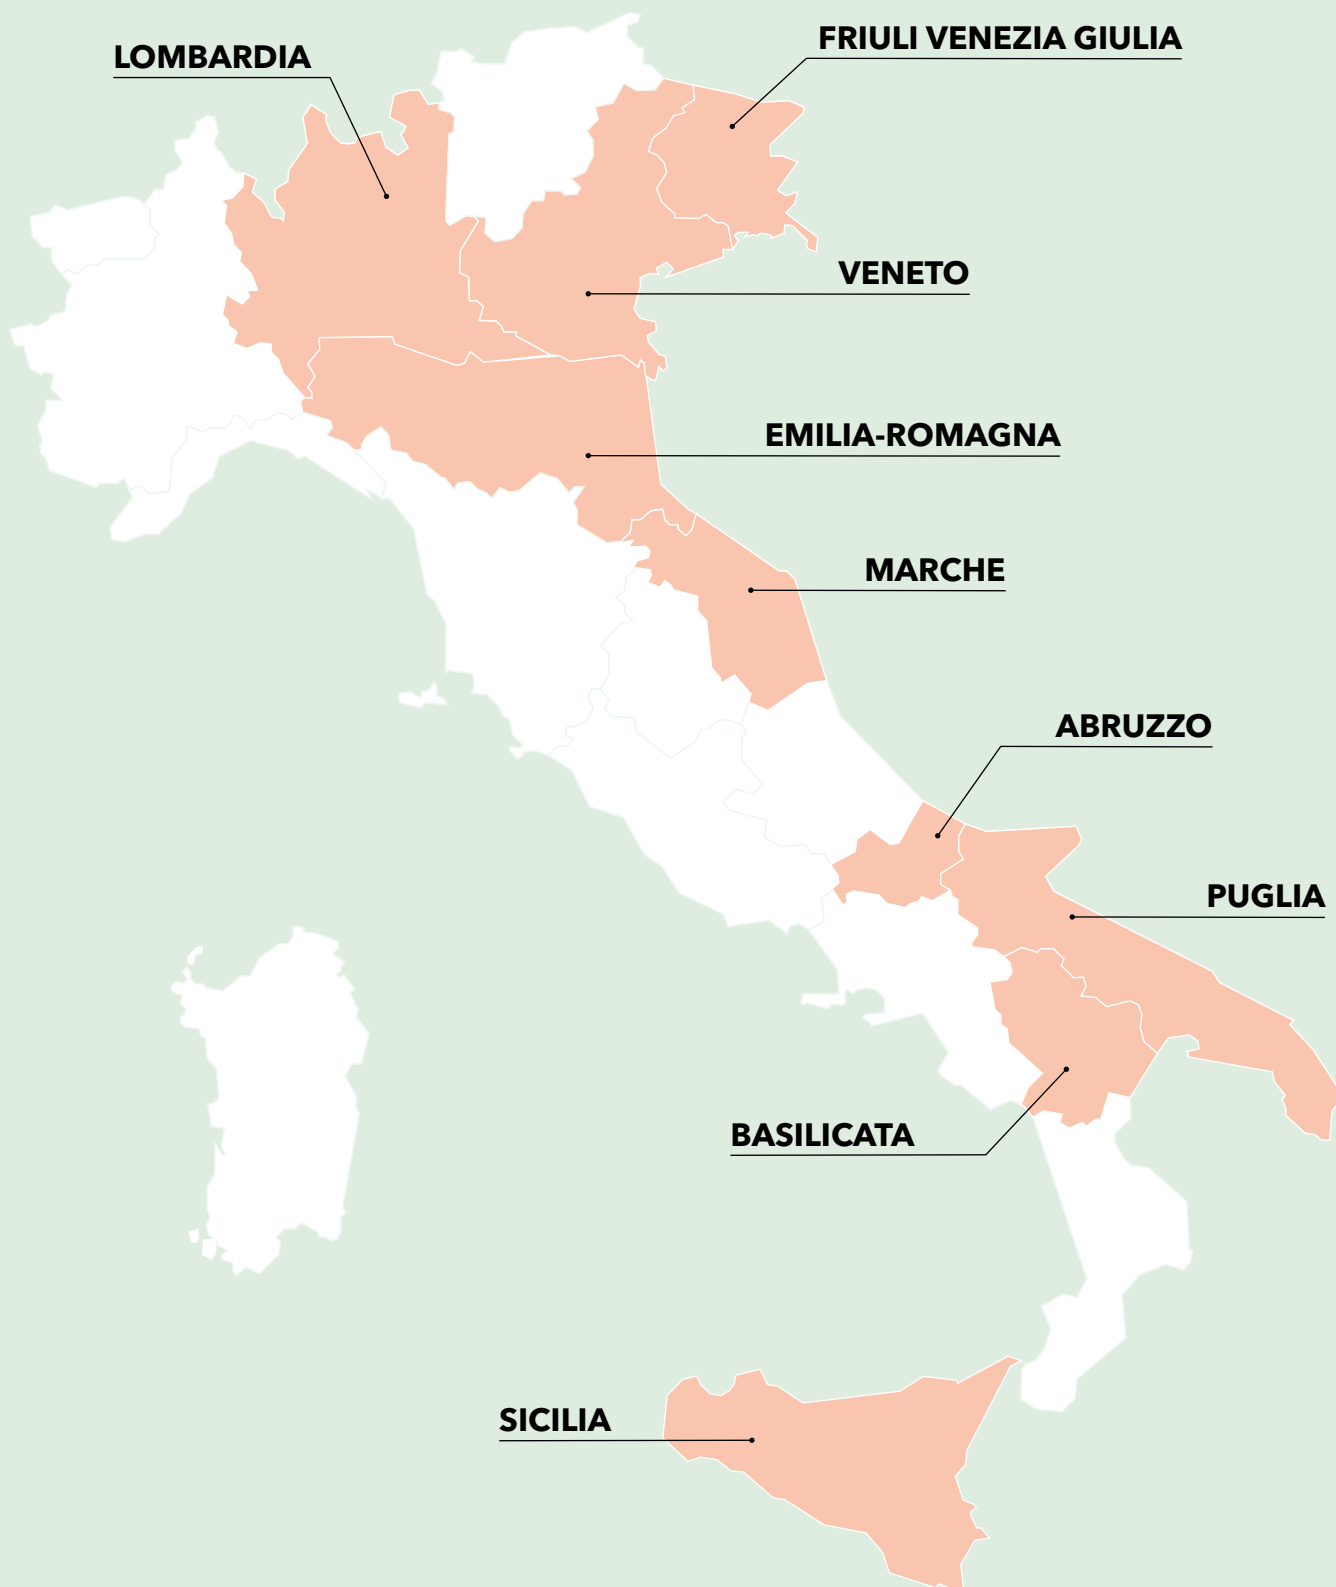 FRIULI VENEZIA GIULIA
LOMBARDIA
VENETO
EMILIA-ROMAGNA
MARCHE
ABRUZZO
PUGLIA
BASILICATA
SICILIA